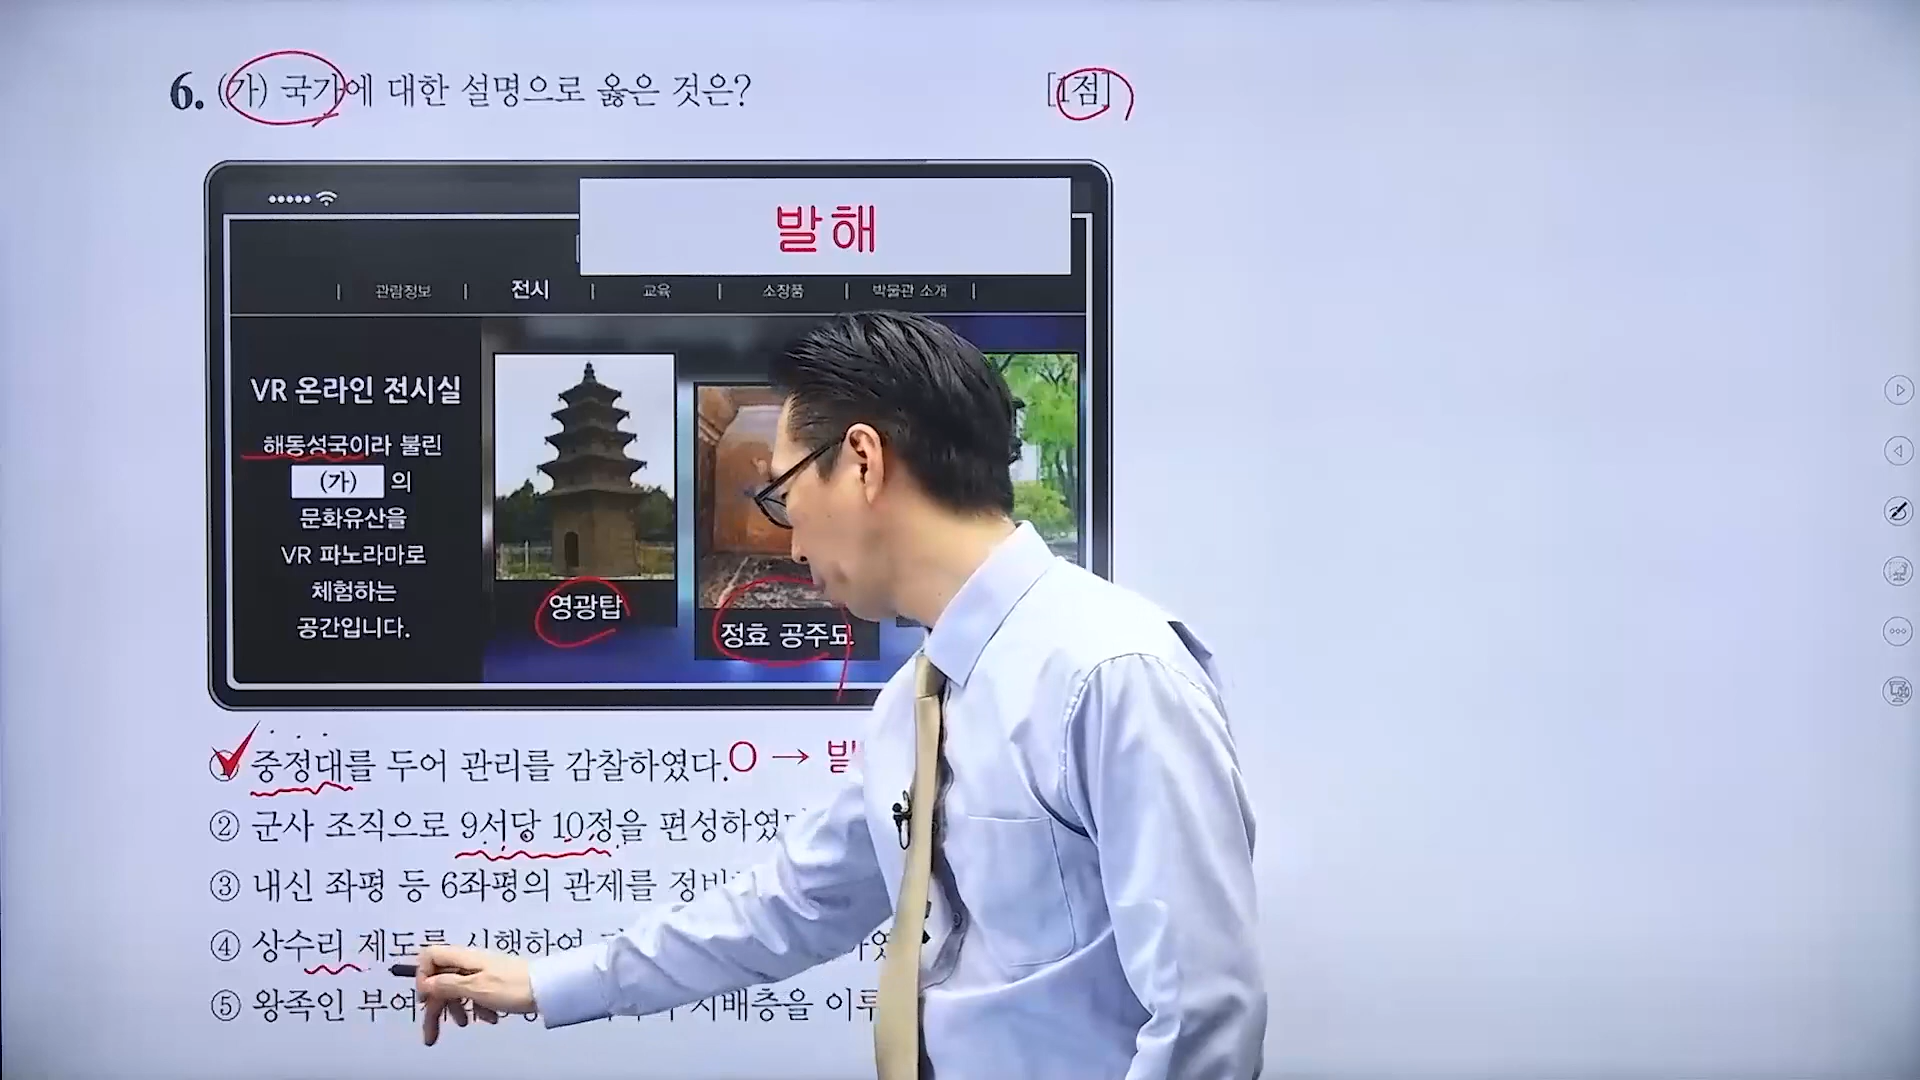 6. (가) 국가에 대한 설명으로 옳은 것은? [1점]
발해
관람정보 | 전시 | 교육 | 소장품 | 박물관 소개
VR 온라인 전시실
해동성국이라 불린
(가) 의
문화유산을
VR 파노라마로
체험하는
공간입니다.
영광탑
정효 공주묘
① 중정대를 두어 관리를 감찰하였다. O →
② 군사 조직으로 9서당 10정을 편성하였
③ 내신 좌평 등 6좌평의 관제를 정비
④ 상수리 제도를 시행하여
⑤ 왕족인 부여 지배층을 이루